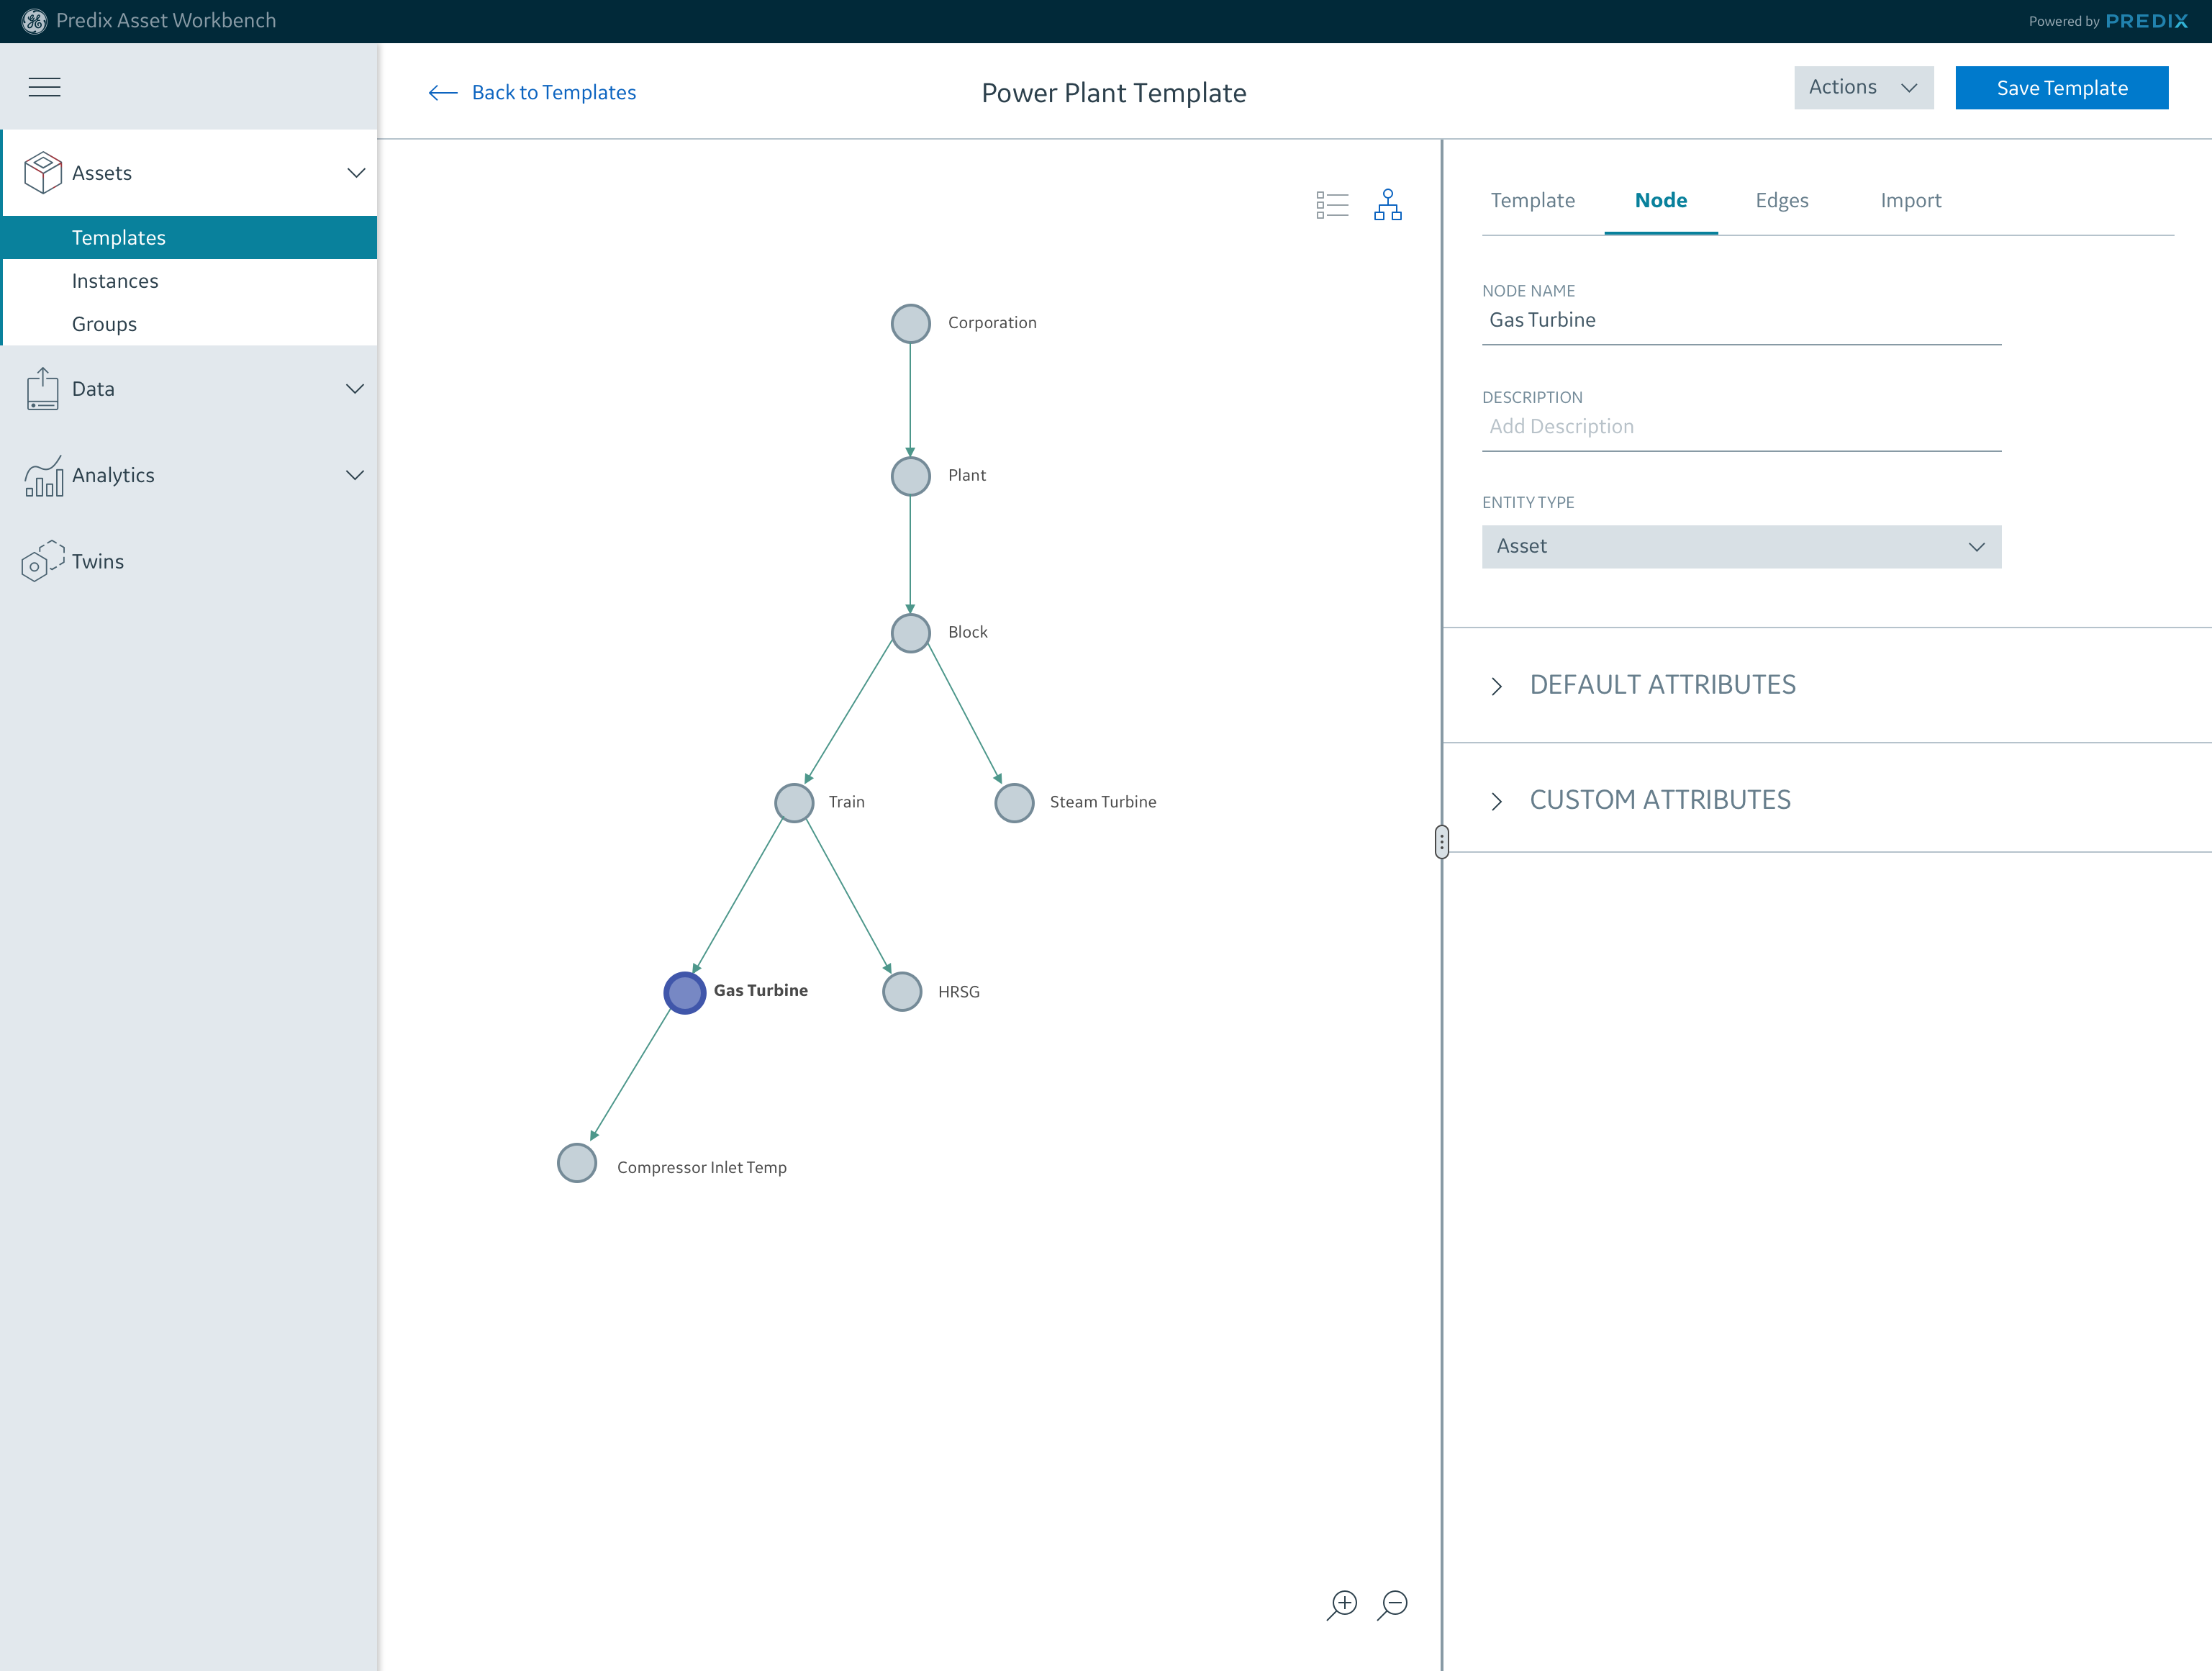 Predix Asset Workbench
Powered by PREDIX
Back to Templates
Power Plant Template
Actions
Save Template
Assets
Templates
Instances
Groups
Data
Analytics
Twins
Corporation
Plant
Block
Train
Steam Turbine
Gas Turbine
HRSG
Compressor Inlet Temp
Template
Node
Edges
Import
NODE NAME
Gas Turbine
DESCRIPTION
Add Description
ENTITY TYPE
Asset
DEFAULT ATTRIBUTES
CUSTOM ATTRIBUTES